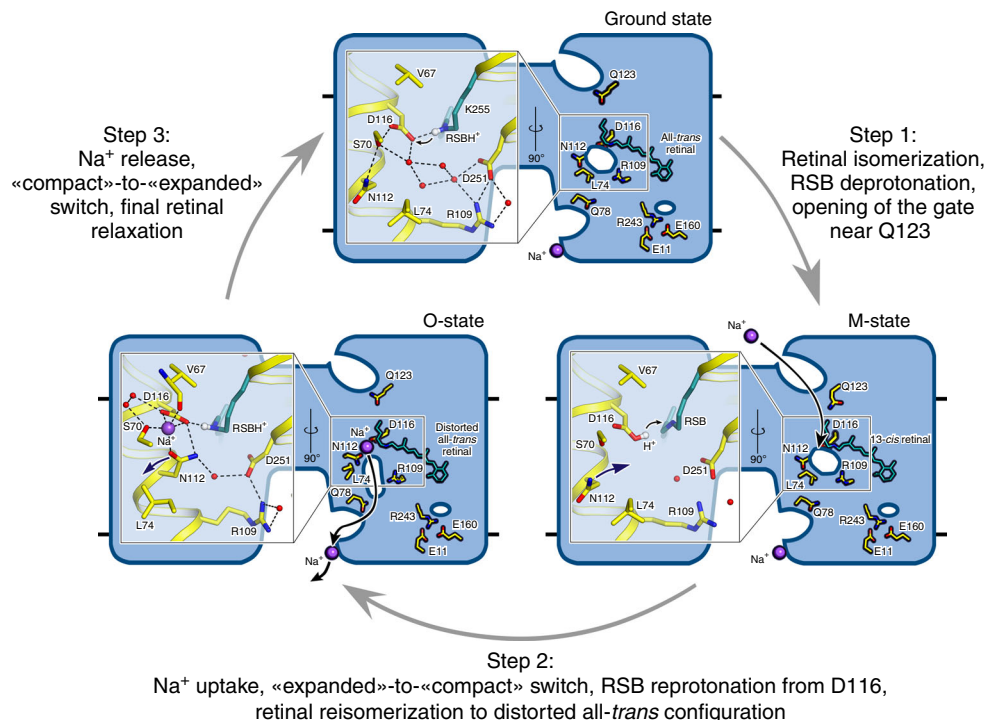 Ground state
V67
K255
D116
RSBH⁺
S70
D251
N112
L74
R109
90°
Q123
D116
All-trans
retinal
N112
R109
L74
Q78
R243
E160
E11
Na⁺
Step 3:
Na⁺ release,
«compact»-to-«expanded»
switch, final retinal
relaxation
Step 1:
Retinal isomerization,
RSB deprotonation,
opening of the gate
near Q123
O-state
V67
D116
S70
RSBH⁺
Na⁺
D251
N112
L74
R109
90°
Q123
D116
Na⁺
Distorted
all-trans
retinal
N112
R109
L74
Q78
R243
E160
E11
Na⁺
M-state
Na⁺
V67
D116
RSB
S70
H⁺
D251
N112
L74
R109
90°
Q123
D116
13-cis retinal
N112
R109
L74
Q78
R243
E160
E11
Na⁺
Step 2:
Na⁺ uptake, «expanded»-to-«compact» switch, RSB reprotonation from D116,
retinal reisomerization to distorted all-trans configuration